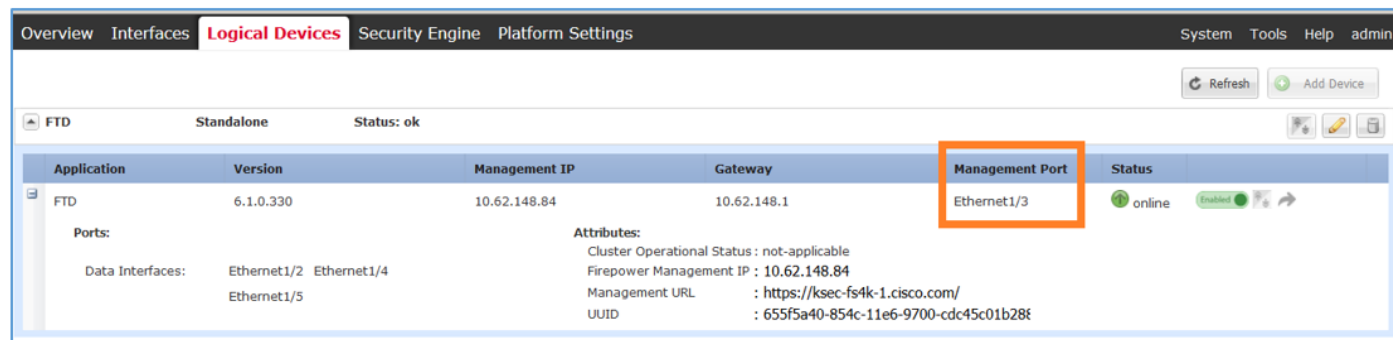 Overview Interfaces Logical Devices Security Engine Platform Settings System Tools Help admin
Refresh Add Device
FTD Standalone Status: ok
Application Version Management IP Gateway Management Port Status
FTD 6.1.0.330 10.62.148.84 10.62.148.1 Ethernet1/3 online Enabled
Ports: Attributes:
Cluster Operational Status : not-applicable
Data Interfaces: Ethernet1/2 Ethernet1/4 Firepower Management IP : 10.62.148.84
Ethernet1/5 Management URL : https://ksec-fs4k-1.cisco.com/
UUID : 655f5a40-854c-11e6-9700-cdc45c01b28